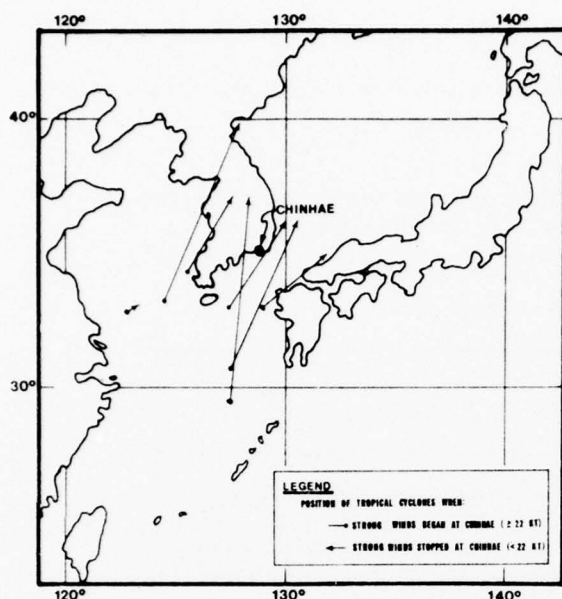 120° 130° 140°
40°
CHINHAE
30°
LEGEND
POSITION OF TROPICAL CYCLONES WHEN:
STRONG WINDS BEGAN AT CHINHAE (≥ 22 KT)
STRONG WINDS STOPPED AT CHINHAE (< 22 KT)
120° 130° 140°